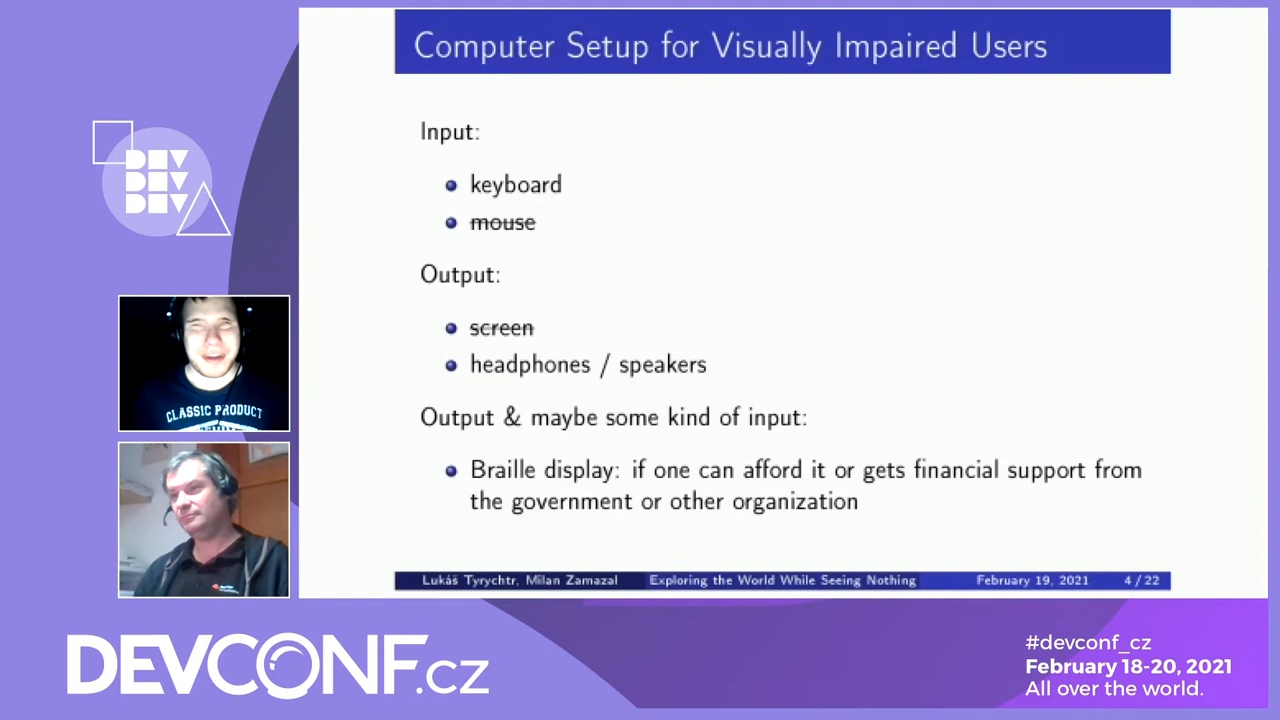 Computer Setup for Visually Impaired Users
Input:
keyboard
mouse
Output:
screen
headphones / speakers
Output & maybe some kind of input:
Braille display: if one can afford it or gets financial support from
the government or other organization
Lukáš Tyrychtr, Milan Zamazal Exploring the World While Seeing Nothing February 19, 2021 4 / 22
DEV
DEV
DEV
CLASSIC PRODUCT
DEVCONF.cz
#devconf_cz
February 18-20, 2021
All over the world.